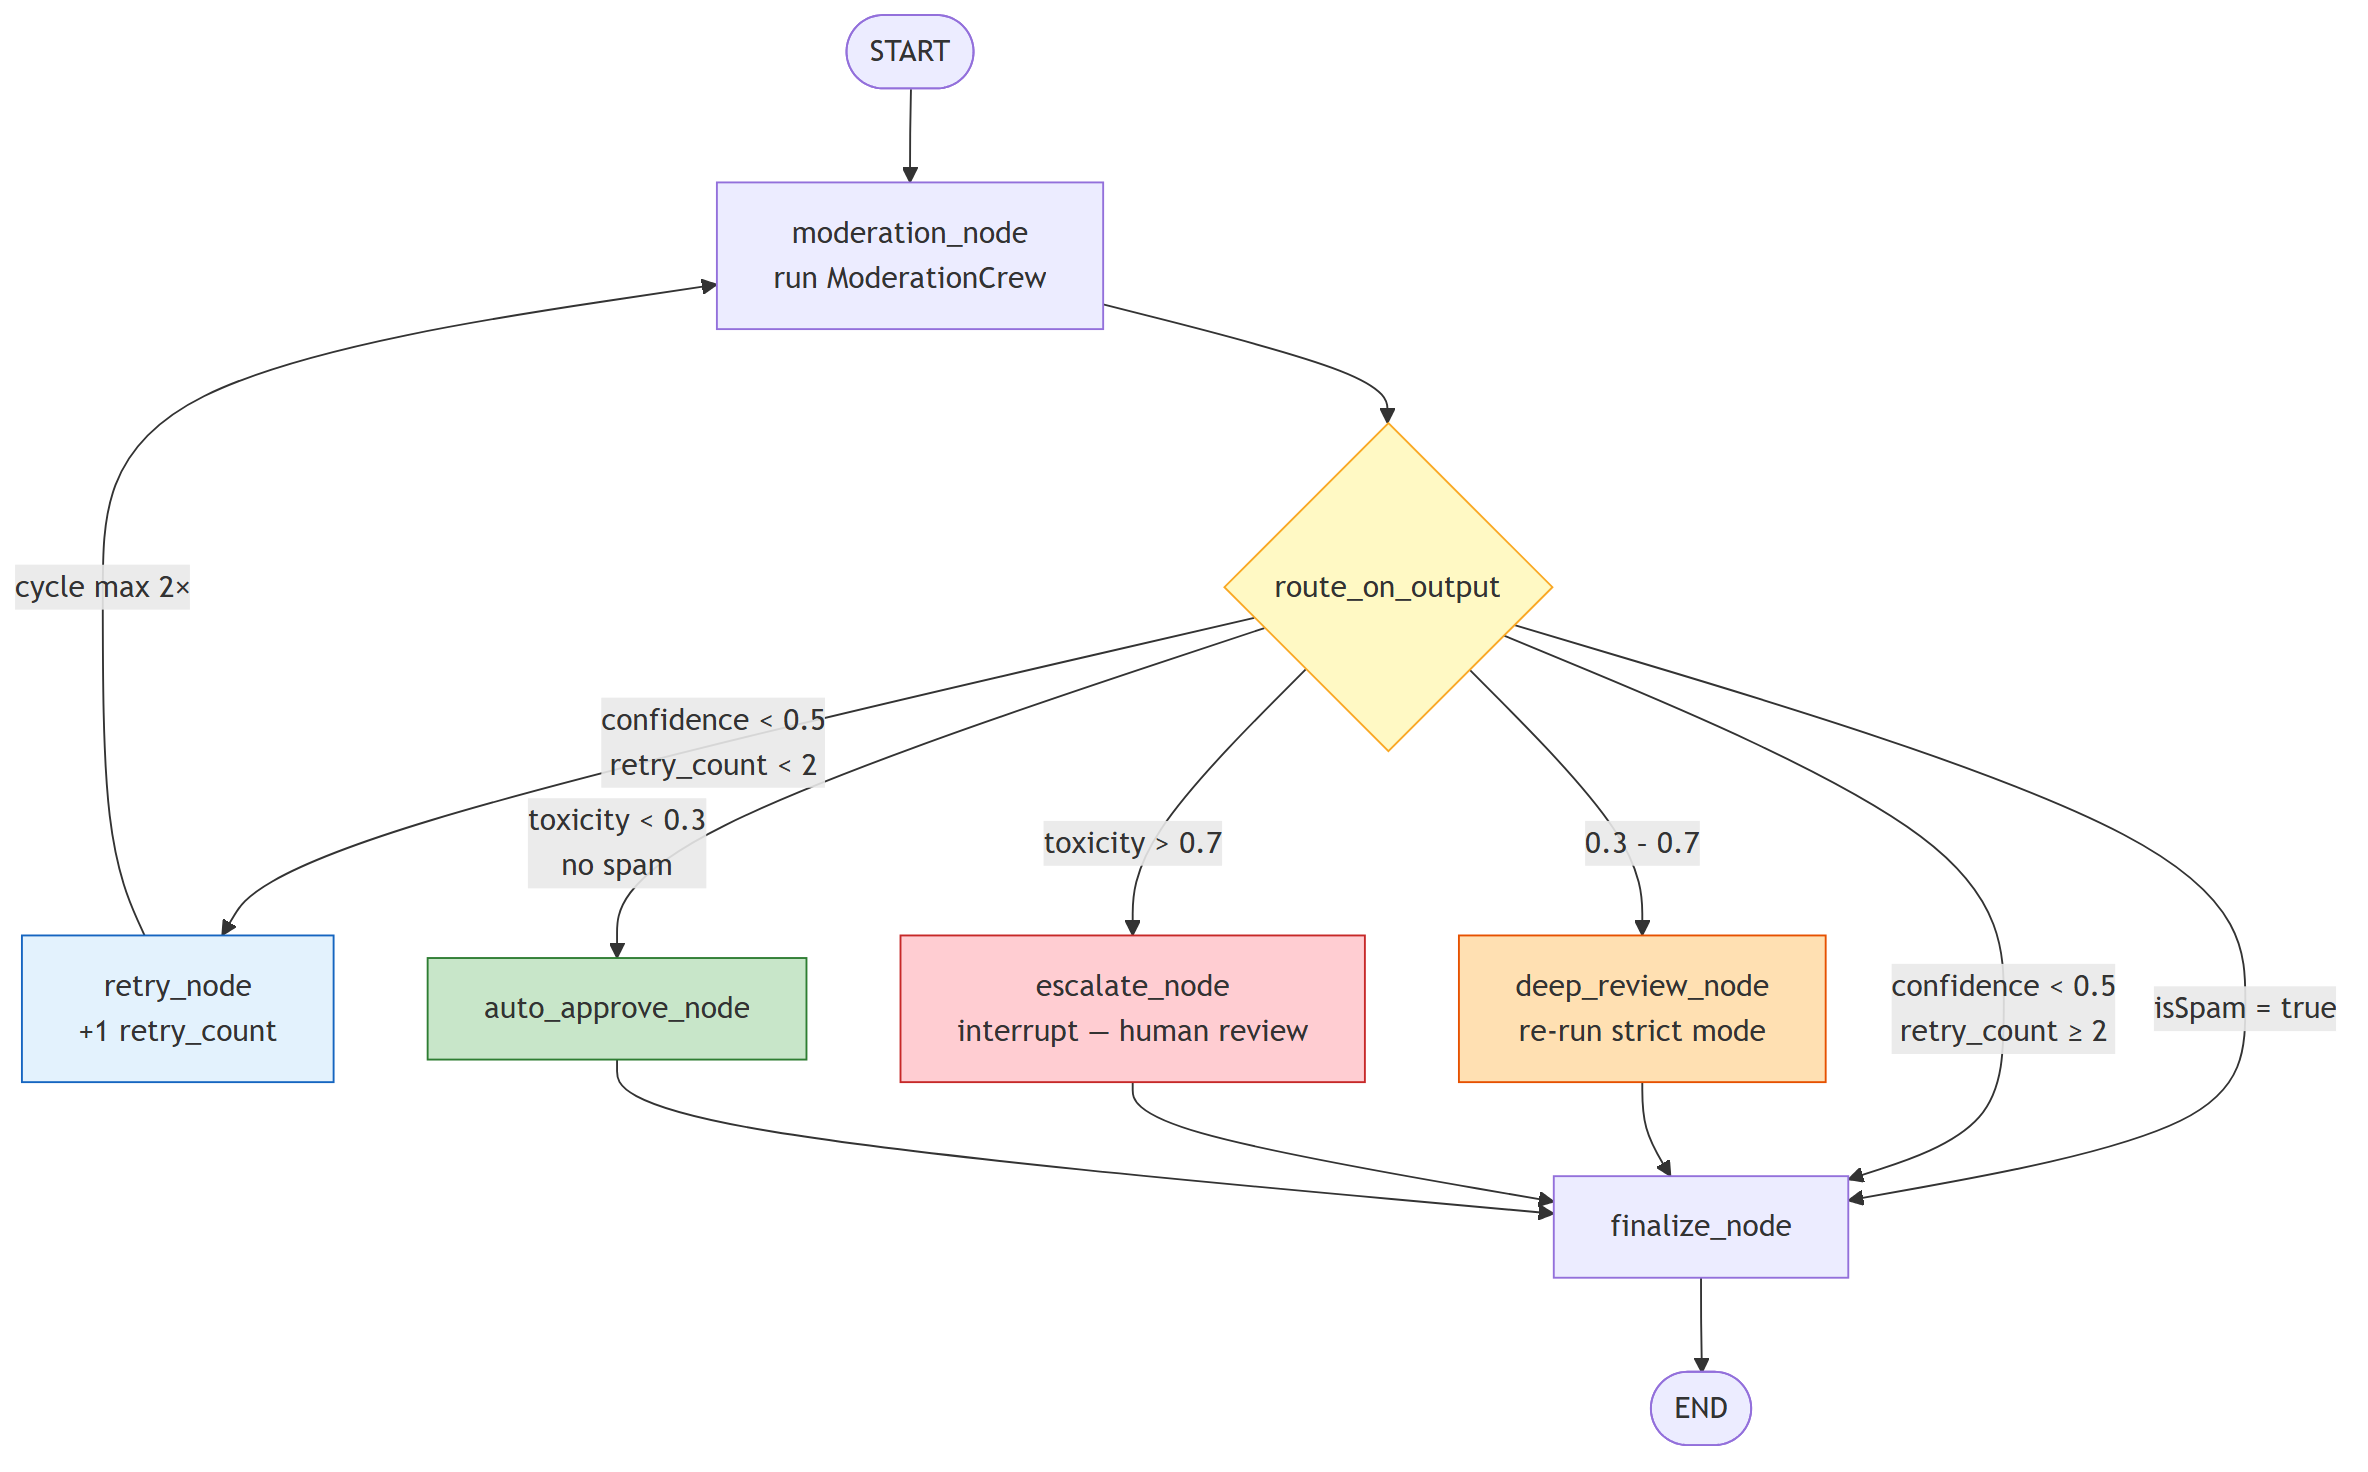 START
moderation_node
run ModerationCrew
cycle max 2×
route_on_output
confidence < 0.5
retry_count < 2
toxicity < 0.3
no spam
toxicity > 0.7
0.3 - 0.7
confidence < 0.5
retry_count ≥ 2
isSpam = true
retry_node
+1 retry_count
auto_approve_node
escalate_node
interrupt — human review
deep_review_node
re-run strict mode
finalize_node
END